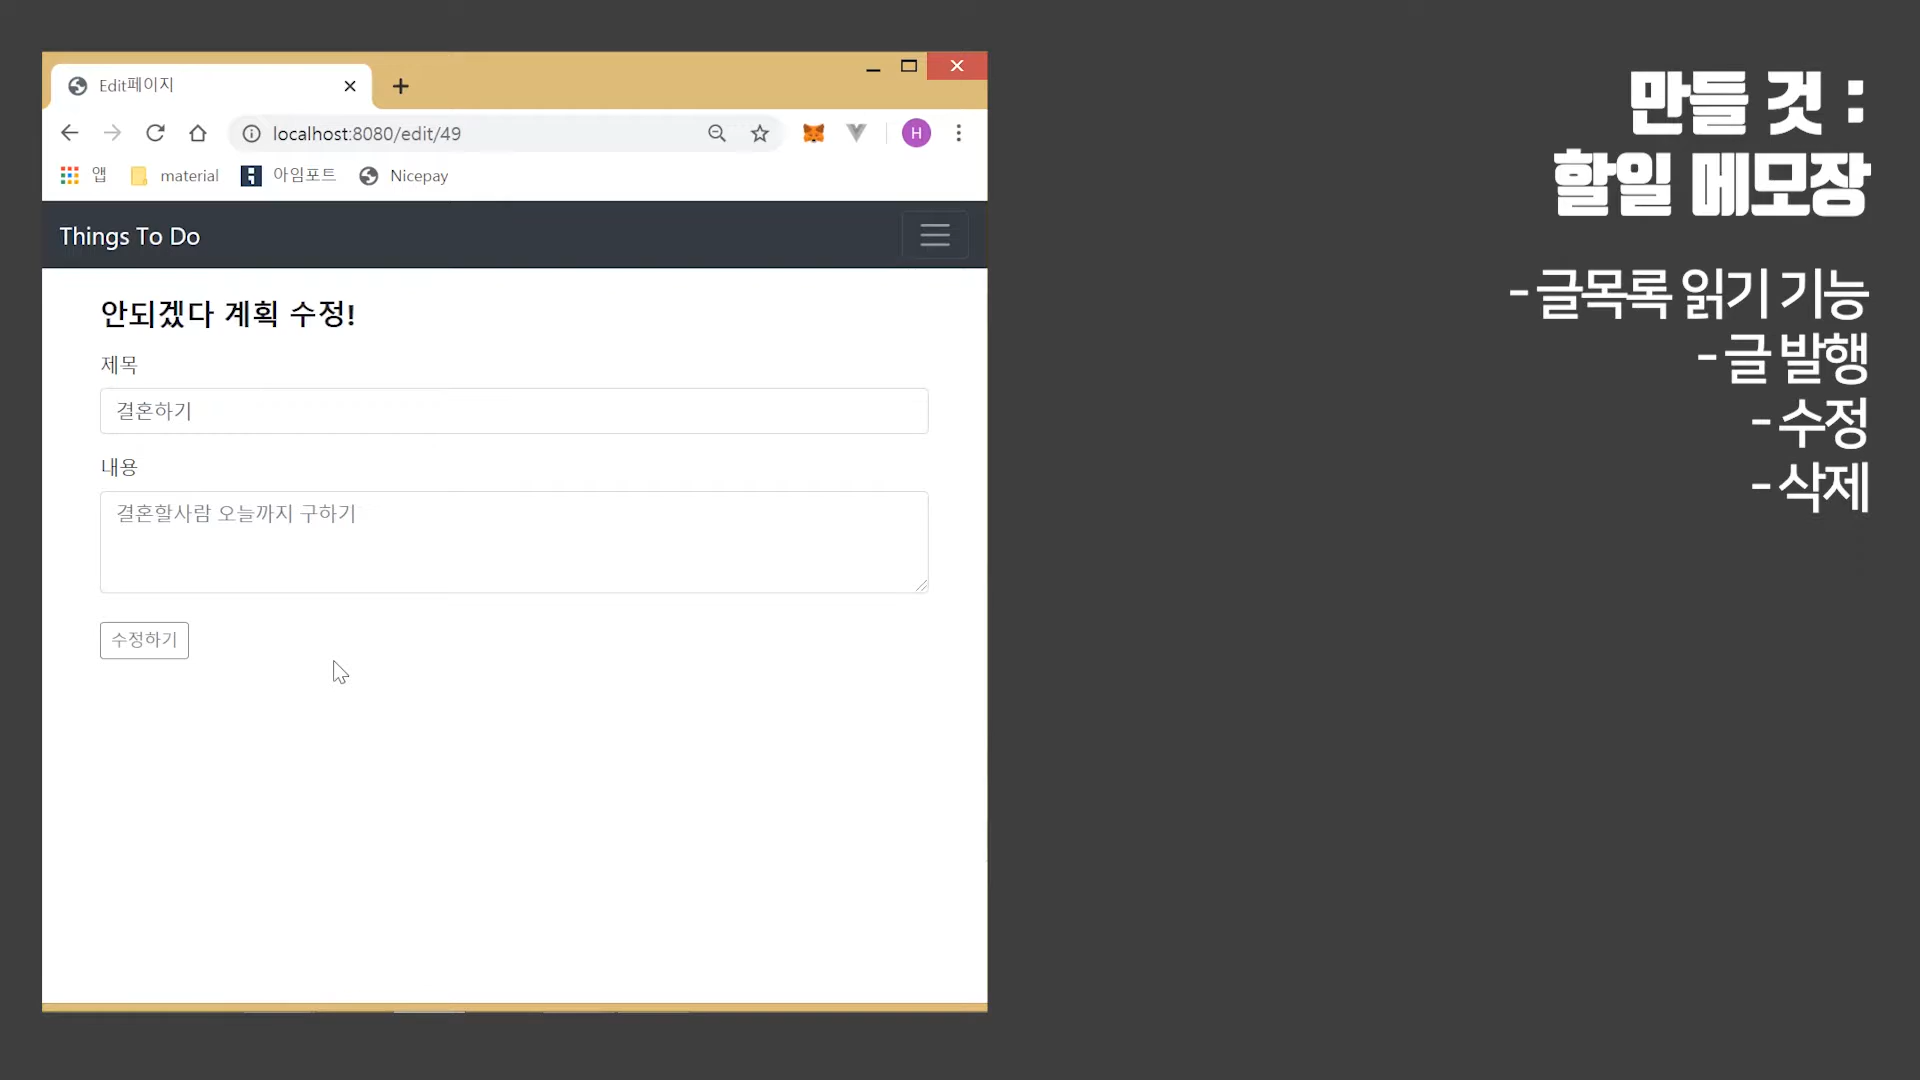 Edit페이지
localhost:8080/edit/49
H
앱 material 아임포트 Nicepay
Things To Do
안되겠다 계획 수정!
제목
결혼하기
내용
결혼할사람 오늘까지 구하기
수정하기
만들 것 :
할일 메모장
- 글목록 읽기 기능
- 글 발행
- 수정
- 삭제